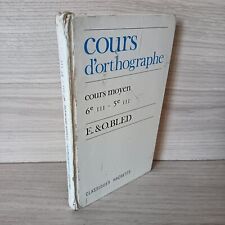 cours
d'orthographe
cours moyen
6e III - 5e III
E. & O. BLED
CLASSIQUES HACHETTE